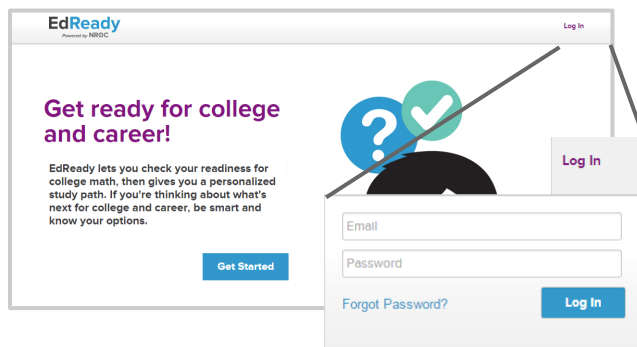 EdReady
Powered by NROC
Log In
Get ready for college
and career!
EdReady lets you check your readiness for
college math, then gives you a personalized
study path. If you're thinking about what's
next for college and career, be smart and
know your options.
Get Started
?
Log In
Email
Password
Forgot Password?
Log In